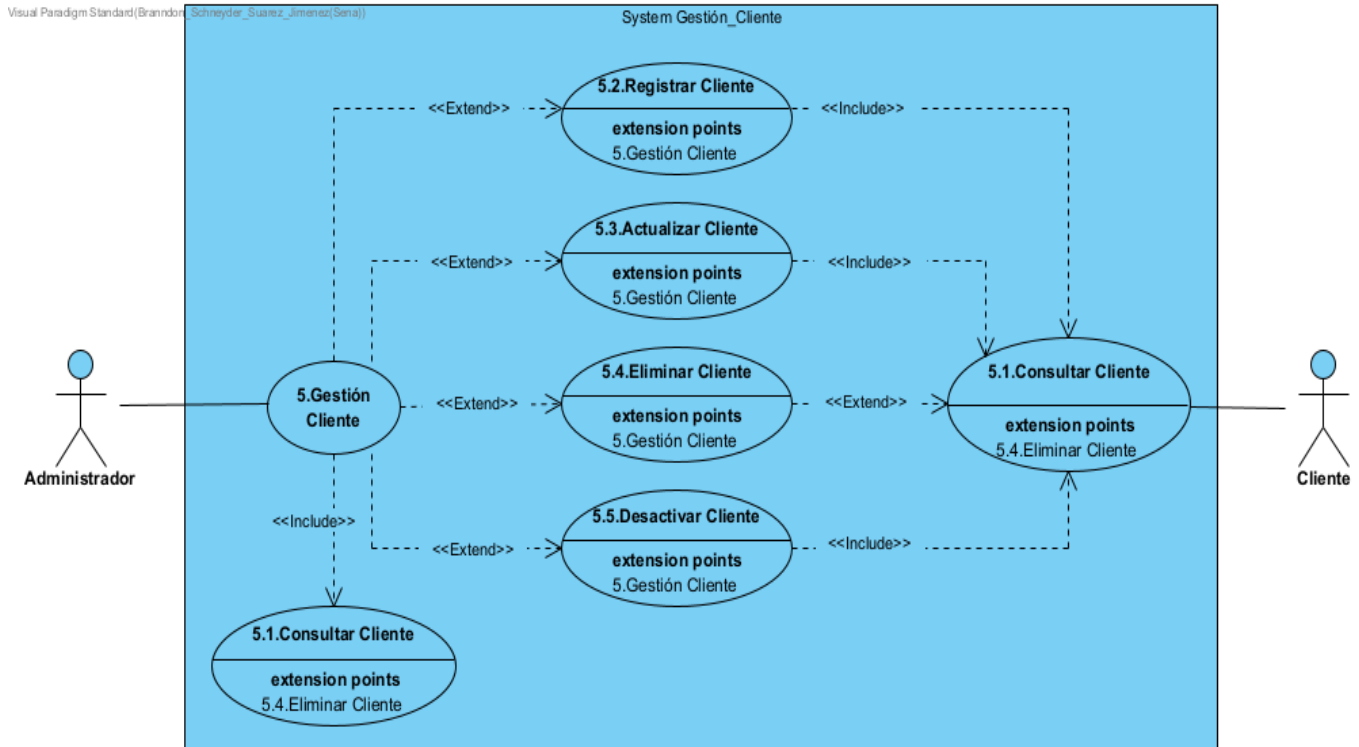 Visual Paradigm Standard(Branndon_Schneyder_Suarez_Jimenez(Sena))
System Gestión_Cliente
5.2.Registrar Cliente
<<Extend>>
<<Include>>
extension points
5.Gestión Cliente
5.3.Actualizar Cliente
<<Extend>>
<<Include>>
extension points
5.Gestión Cliente
5.4.Eliminar Cliente
5.1.Consultar Cliente
5.Gestión
Cliente
<<Extend>>
<<Extend>>
extension points
5.Gestión Cliente
extension points
5.4.Eliminar Cliente
Administrador
Cliente
5.5.Desactivar Cliente
<<Include>>
<<Extend>>
<<Include>>
extension points
5.Gestión Cliente
5.1.Consultar Cliente
extension points
5.4.Eliminar Cliente